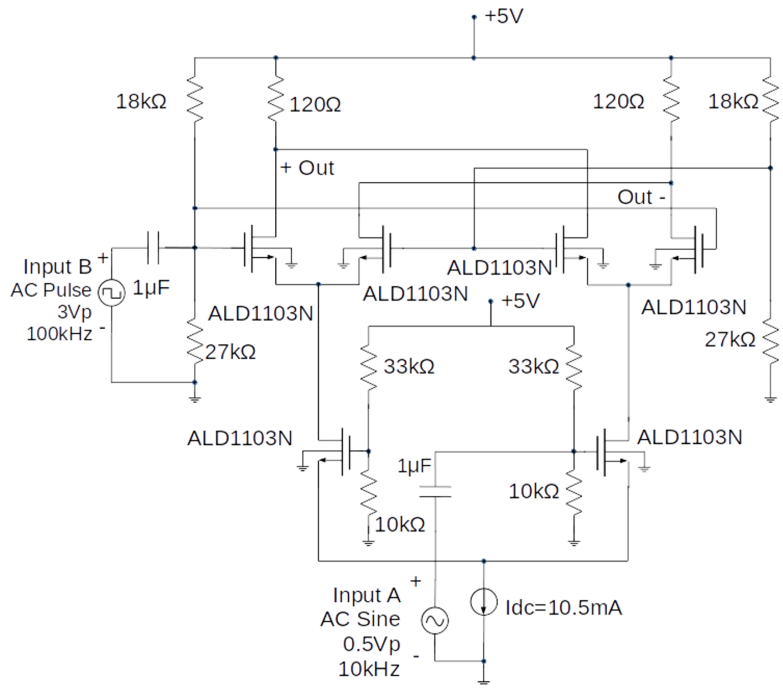 +5V
18kΩ
120Ω
120Ω
18kΩ
+ Out
Out -
Input B
AC Pulse
3Vp
100kHz
+
-
1µF
ALD1103N
ALD1103N
ALD1103N
ALD1103N
27kΩ
27kΩ
+5V
33kΩ
33kΩ
ALD1103N
ALD1103N
1µF
10kΩ
10kΩ
Input A
AC Sine
0.5Vp
10kHz
+
-
Idc=10.5mA